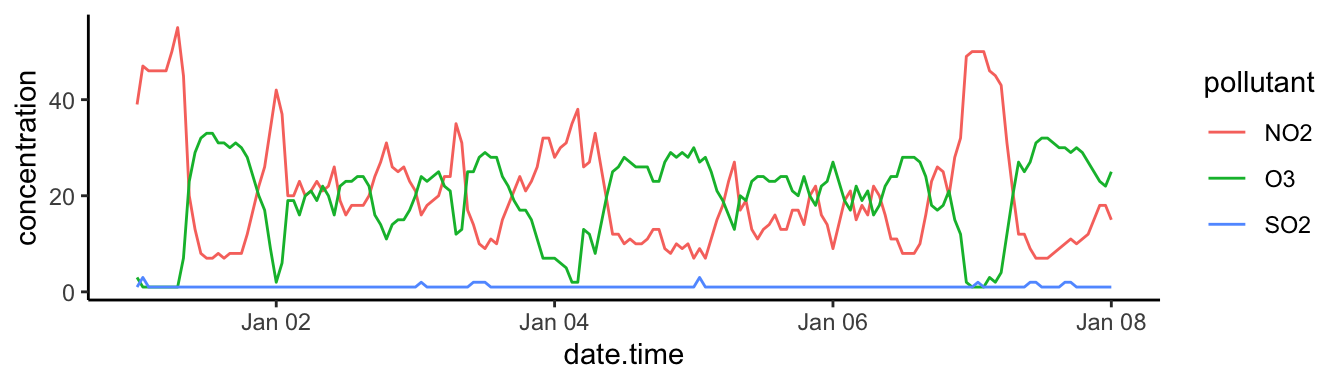 concentration
40
20
0
Jan 02
Jan 04
Jan 06
Jan 08
date.time
pollutant
NO2
O3
SO2